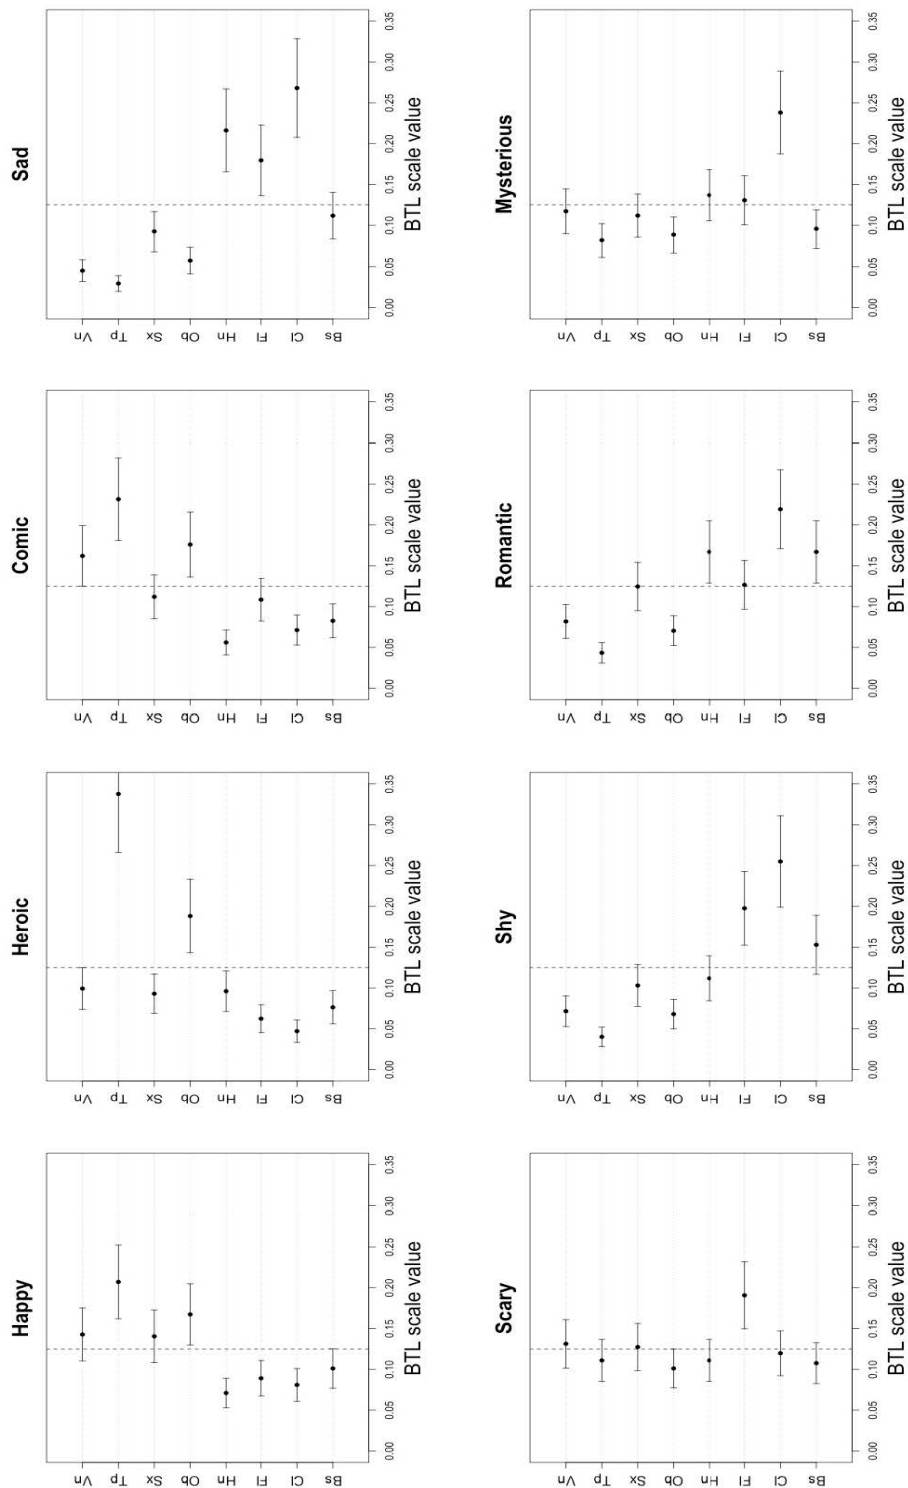 Happy
Vn
Tp
Sx
Ob
Hn
Fl
Cl
Bs
0.00 0.05 0.10 0.15 0.20 0.25 0.30 0.35
BTL scale value
Heroic
Vn
Tp
Sx
Ob
Hn
Fl
Cl
Bs
0.00 0.05 0.10 0.15 0.20 0.25 0.30 0.35
BTL scale value
Comic
Vn
Tp
Sx
Ob
Hn
Fl
Cl
Bs
0.00 0.05 0.10 0.15 0.20 0.25 0.30 0.35
BTL scale value
Sad
Vn
Tp
Sx
Ob
Hn
Fl
Cl
Bs
0.00 0.05 0.10 0.15 0.20 0.25 0.30 0.35
BTL scale value
Scary
Vn
Tp
Sx
Ob
Hn
Fl
Cl
Bs
0.00 0.05 0.10 0.15 0.20 0.25 0.30 0.35
BTL scale value
Shy
Vn
Tp
Sx
Ob
Hn
Fl
Cl
Bs
0.00 0.05 0.10 0.15 0.20 0.25 0.30 0.35
BTL scale value
Romantic
Vn
Tp
Sx
Ob
Hn
Fl
Cl
Bs
0.00 0.05 0.10 0.15 0.20 0.25 0.30 0.35
BTL scale value
Mysterious
Vn
Tp
Sx
Ob
Hn
Fl
Cl
Bs
0.00 0.05 0.10 0.15 0.20 0.25 0.30 0.35
BTL scale value